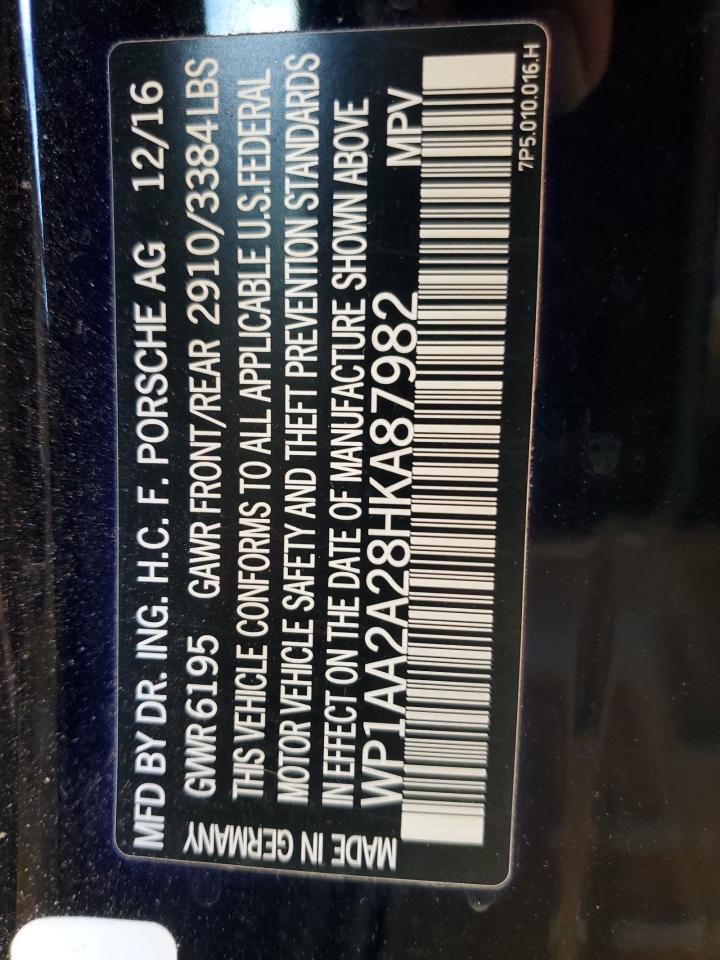 MFD BY DR. ING. H.C. F. PORSCHE AG 12/16
GVWR 6195 GAWR FRONT/REAR 2910/3384 LBS
THIS VEHICLE CONFORMS TO ALL APPLICABLE U.S.FEDERAL
MOTOR VEHICLE SAFETY AND THEFT PREVENTION STANDARDS
IN EFFECT ON THE DATE OF MANUFACTURE SHOWN ABOVE
WP1AA2A28HKA87982 MPV
MADE IN GERMANY
7P5.010.016.H